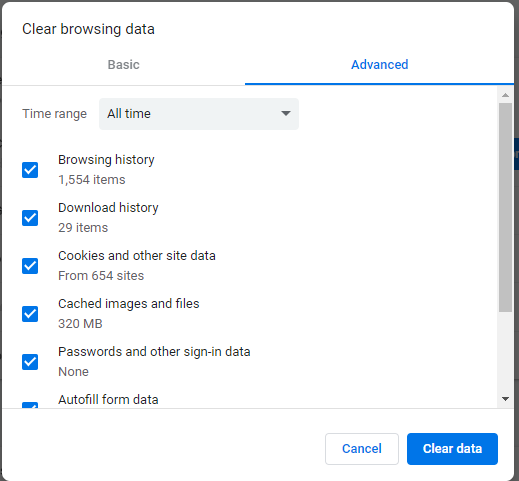 Clear browsing data
Basic
Advanced
Time range
All time
Browsing history
1,554 items
Download history
29 items
Cookies and other site data
From 654 sites
Cached images and files
320 MB
Passwords and other sign-in data
None
Autofill form data
Cancel
Clear data